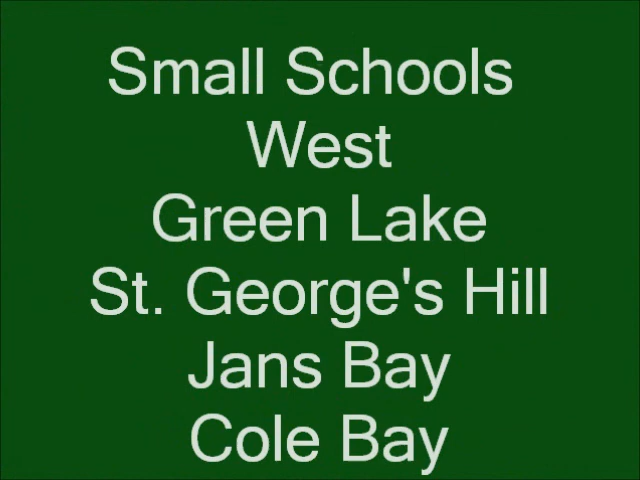 Small Schools
West
Green Lake
St. George's Hill
Jans Bay
Cole Bay